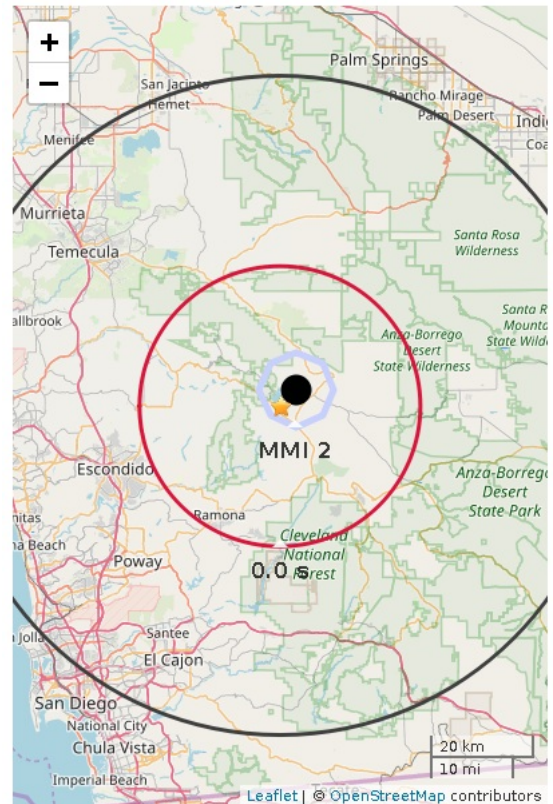 +
−
Palm Springs
San Jacinto
Hemet
Rancho Mirage
Palm Desert
Indi
Coa
Menifee
Murrieta
Temecula
Santa Rosa
Wilderness
allbrook
Santa R
Mounta
State Wilde
Anza-Borrego
Desert
State Wilderness
MMI 2
Escondido
Anza-Borrego
Desert
State Park
nitas
Ramona
na Beach
Cleveland
National
Forest
Poway
0.0 s
Santee
a Jolla
El Cajon
San Diego
National City
Chula Vista
20 km
10 mi
Imperial Beach
Leaflet | © OpenStreetMap contributors